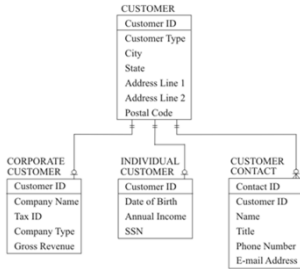 CUSTOMER
Customer ID
Customer Type
City
State
Address Line 1
Address Line 2
Postal Code
CORPORATE
CUSTOMER
Customer ID
Company Name
Tax ID
Company Type
Gross Revenue
INDIVIDUAL
CUSTOMER
Customer ID
Date of Birth
Annual Income
SSN
CUSTOMER
CONTACT
Contact ID
Customer ID
Name
Title
Phone Number
E-mail Address